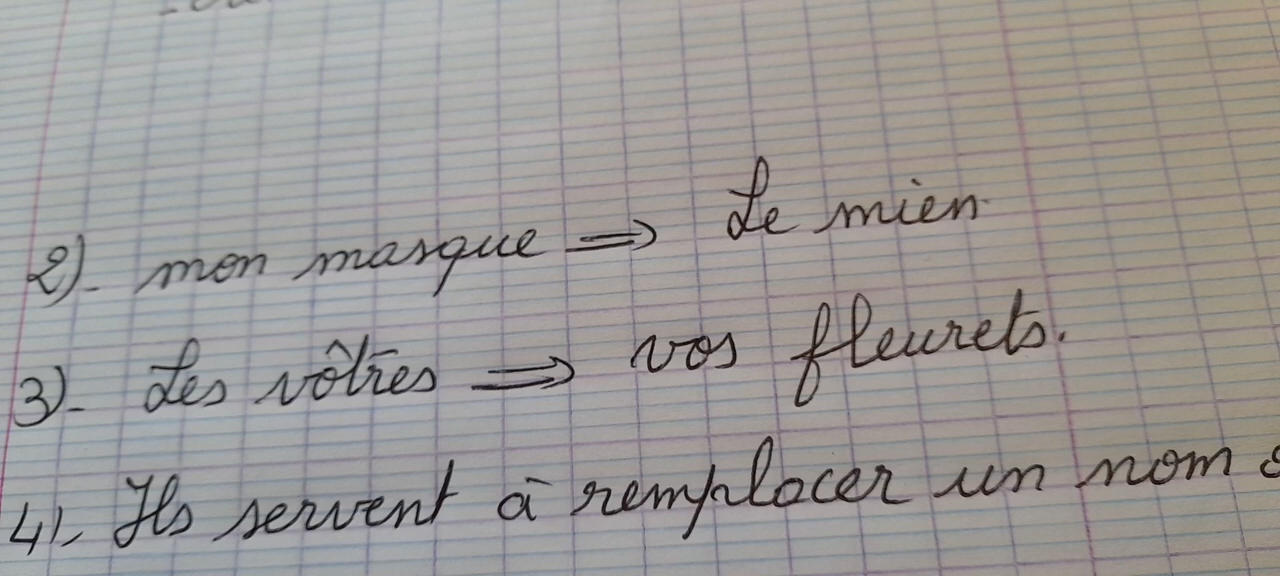 2)- mon masque ⇒ Le mien
3)- Les vôtres ⇒ vos fleurets.
4)- Ils servent à remplacer un nom